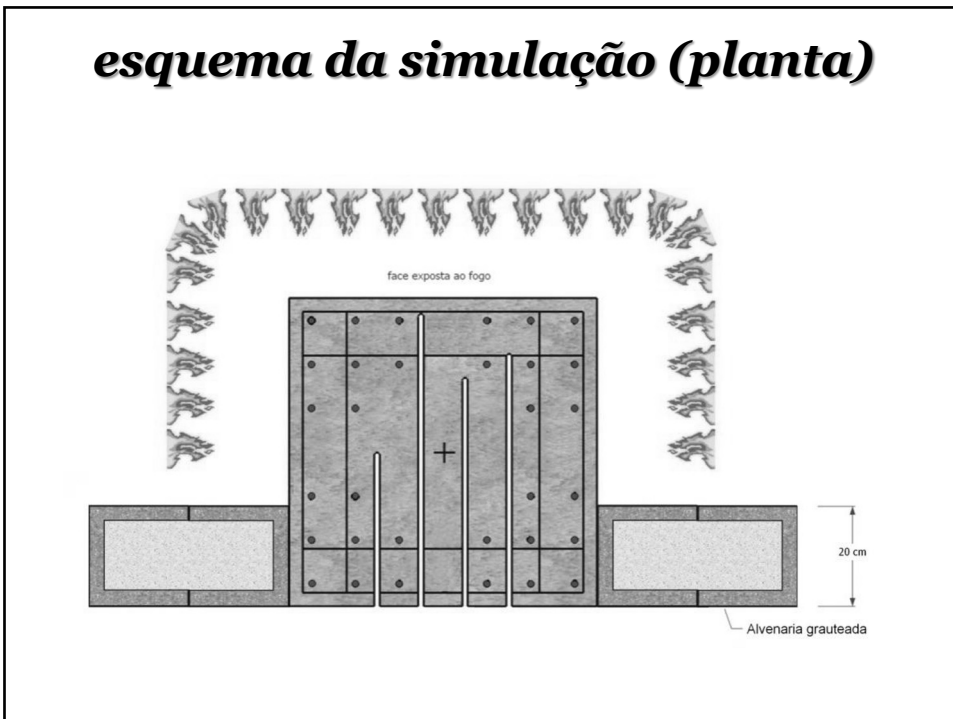 esquema da simulação (planta)
face exposta ao fogo
20 cm
Alvenaria grauteada